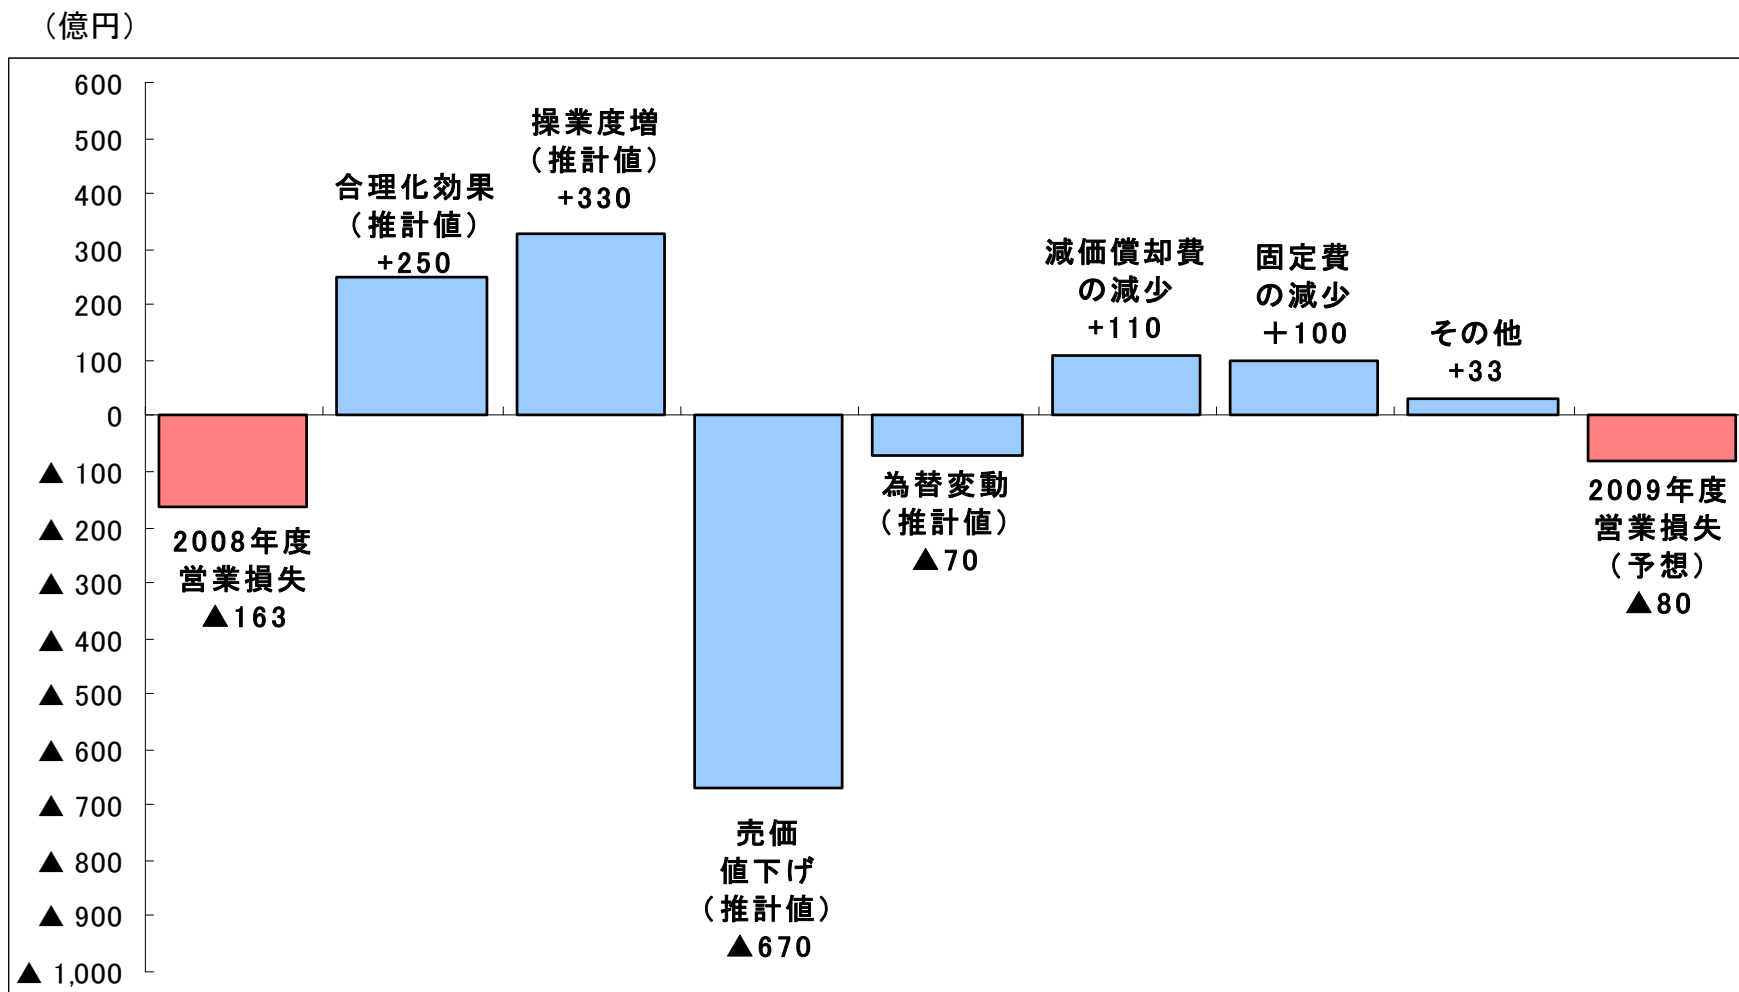 （億円）
600
500
400
300
200
100
0
▲ 100
▲ 200
▲ 300
▲ 400
▲ 500
▲ 600
▲ 700
▲ 800
▲ 900
▲ 1,000
2008年度
営業損失
▲163
合理化効果
（推計値）
+250
操業度増
（推計値）
+330
売価
値下げ
（推計値）
▲670
為替変動
（推計値）
▲70
減価償却費
の減少
+110
固定費
の減少
＋100
その他
+33
2009年度
営業損失
（予想）
▲80